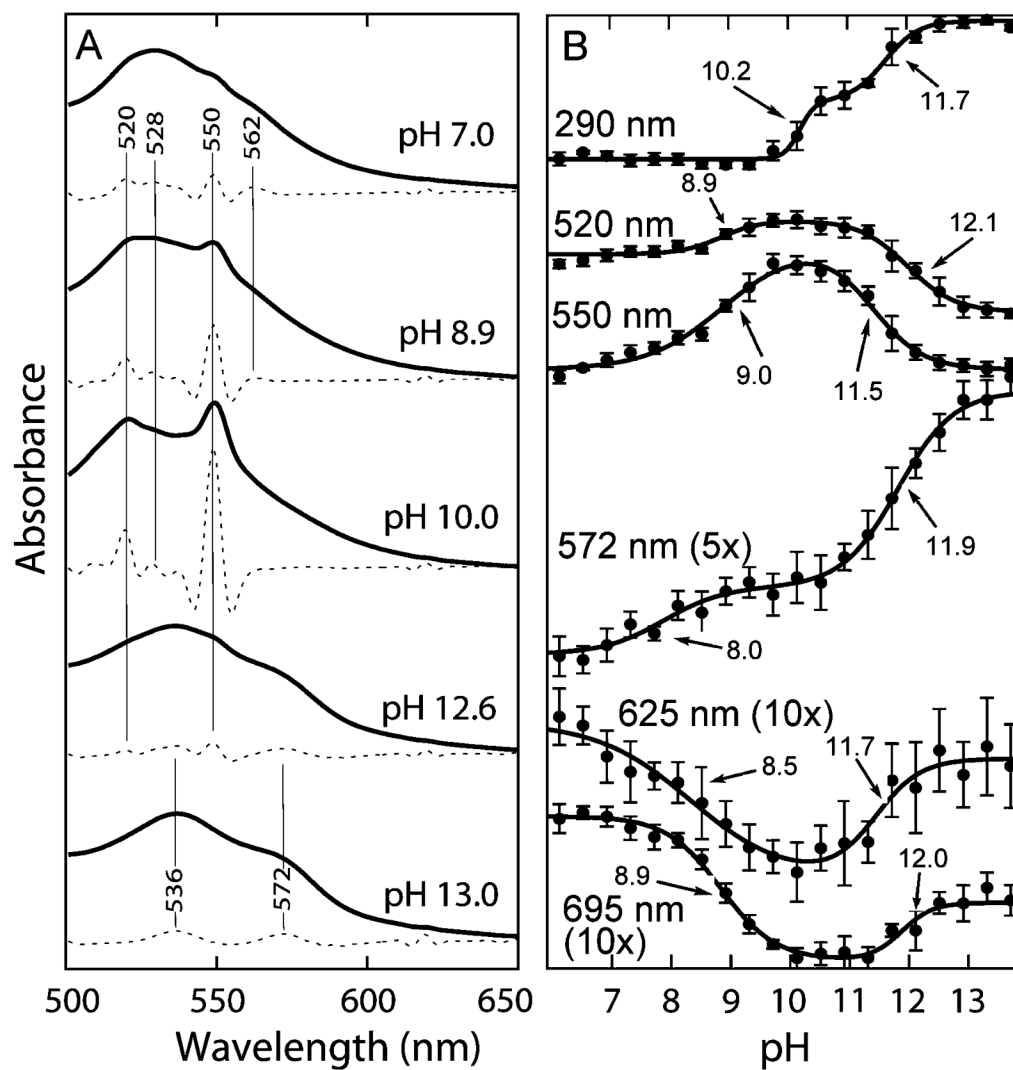 A
520
528
550
562
pH 7.0
pH 8.9
pH 10.0
pH 12.6
536
572
pH 13.0
Absorbance
500
550
600
650
Wavelength (nm)
B
10.2
11.7
290 nm
8.9
520 nm
12.1
550 nm
9.0
11.5
572 nm (5x)
11.9
8.0
625 nm (10x)
8.5
11.7
8.9
12.0
695 nm
(10x)
7 8 9 10 11 12 13
pH